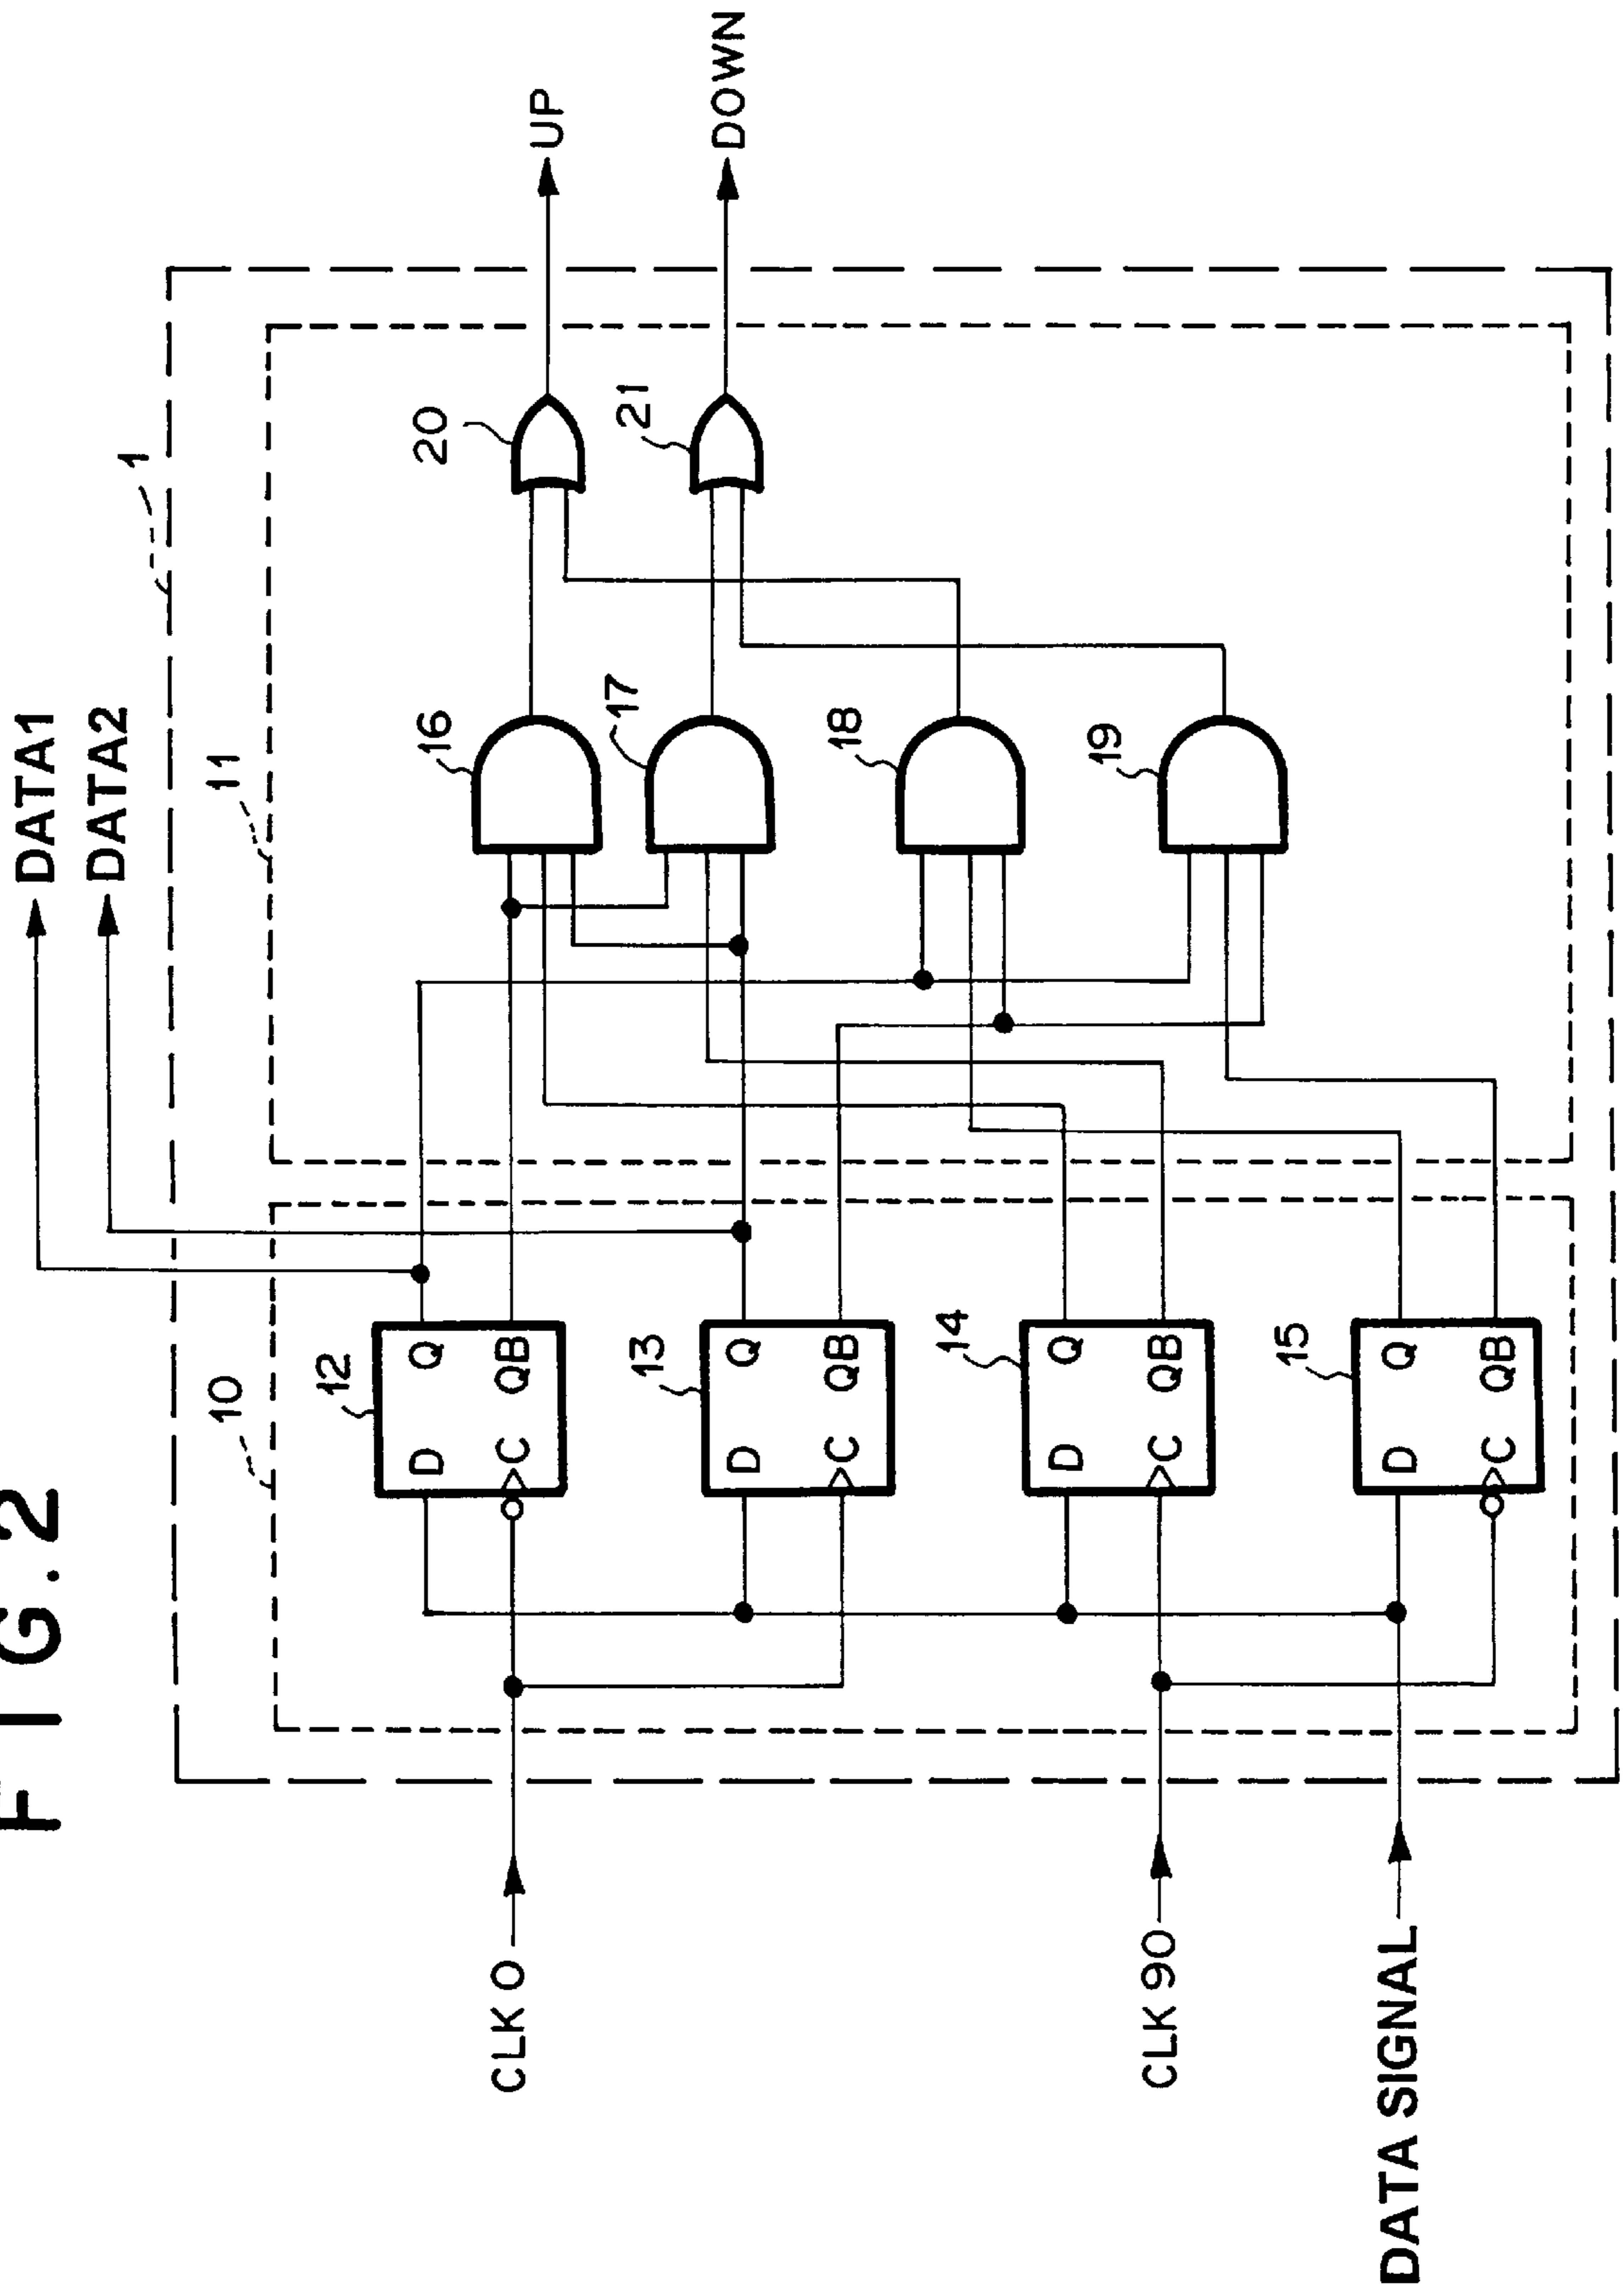 FIG.2
DATA1
DATA2
1
11
10
UP
DOWN
20
21
16
17
18
19
12
D
Q
C
QB
13
D
Q
C
QB
14
D
Q
C
QB
15
D
Q
C
QB
CLK 0
CLK 90
DATA SIGNAL